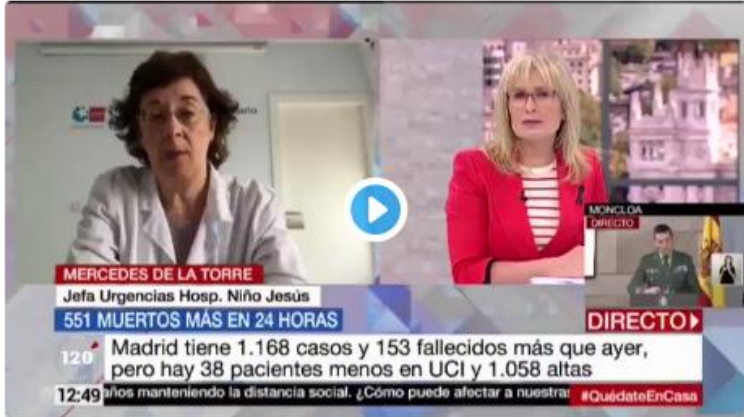 MONCLOA
DIRECTO
MERCEDES DE LA TORRE
Jefa Urgencias Hosp. Niño Jesús
551 MUERTOS MÁS EN 24 HORAS
DIRECTO
120
Madrid tiene 1.168 casos y 153 fallecidos más que ayer,
pero hay 38 pacientes menos en UCI y 1.058 altas
12:49
años manteniendo la distancia social. ¿Cómo puede afectar a nuestras
#QuédateEnCasa